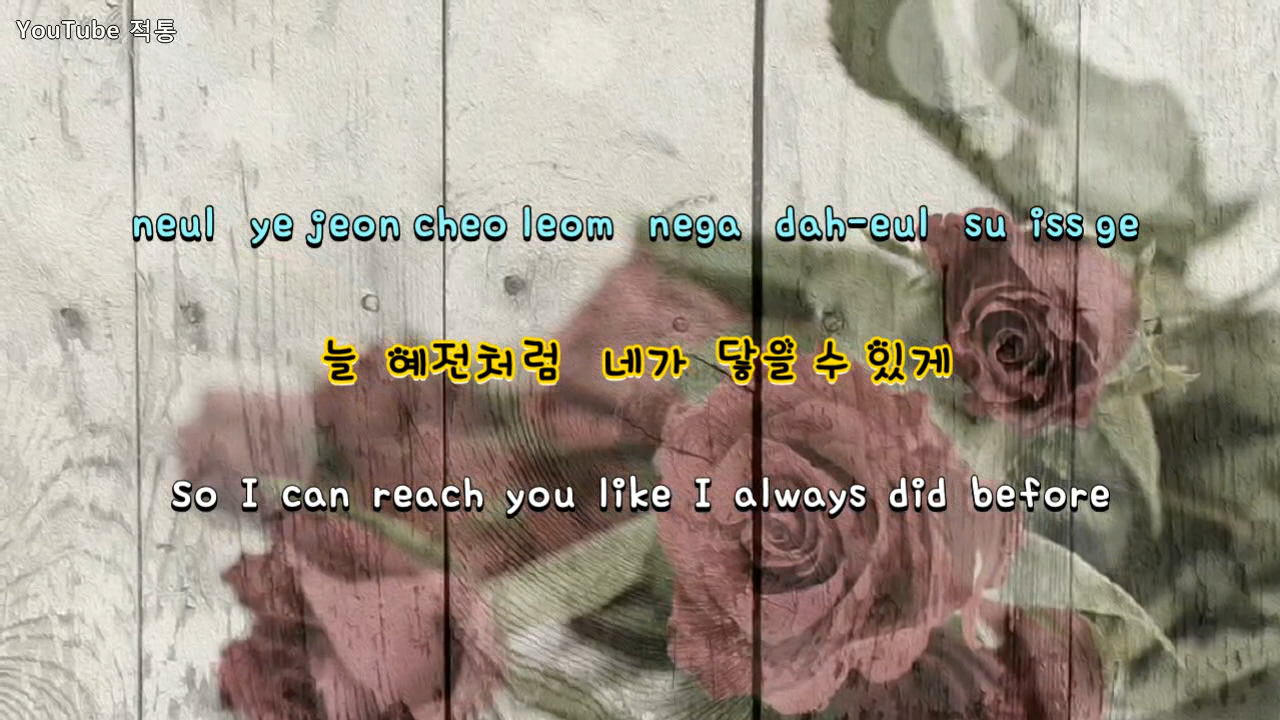 YouTube 적통
neul ye jeon cheo leom nega dah-eul su iss ge
늘 예전처럼 네가 닿을 수 있게
So I can reach you like I always did before